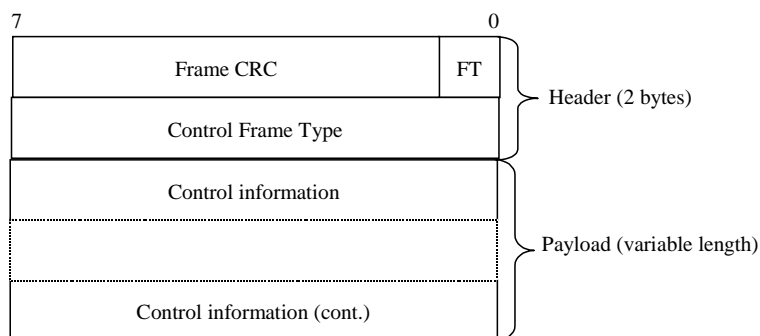 7 0
Frame CRC FT
Header (2 bytes)
Control Frame Type
Control information
Payload (variable length)
Control information (cont.)